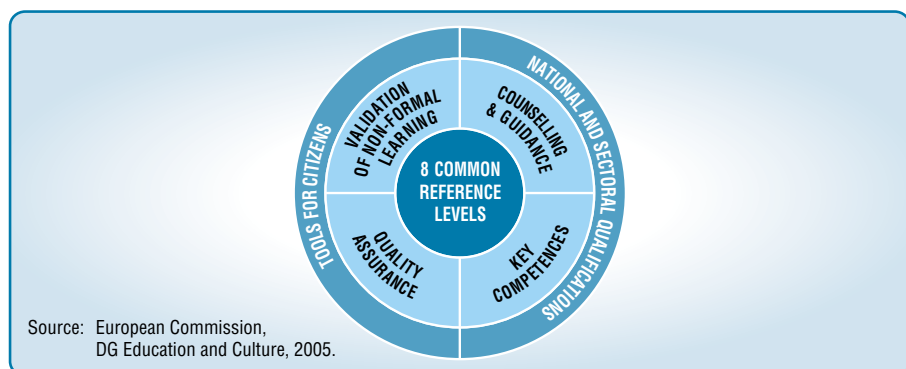 TOOLS FOR CITIZENS
NATIONAL AND SECTORAL QUALIFICATIONS
VALIDATION
OF NON-FORMAL
LEARNING
COUNSELLING
& GUIDANCE
8 COMMON
REFERENCE
LEVELS
QUALITY
ASSURANCE
KEY
COMPETENCES
Source: European Commission,
DG Education and Culture, 2005.